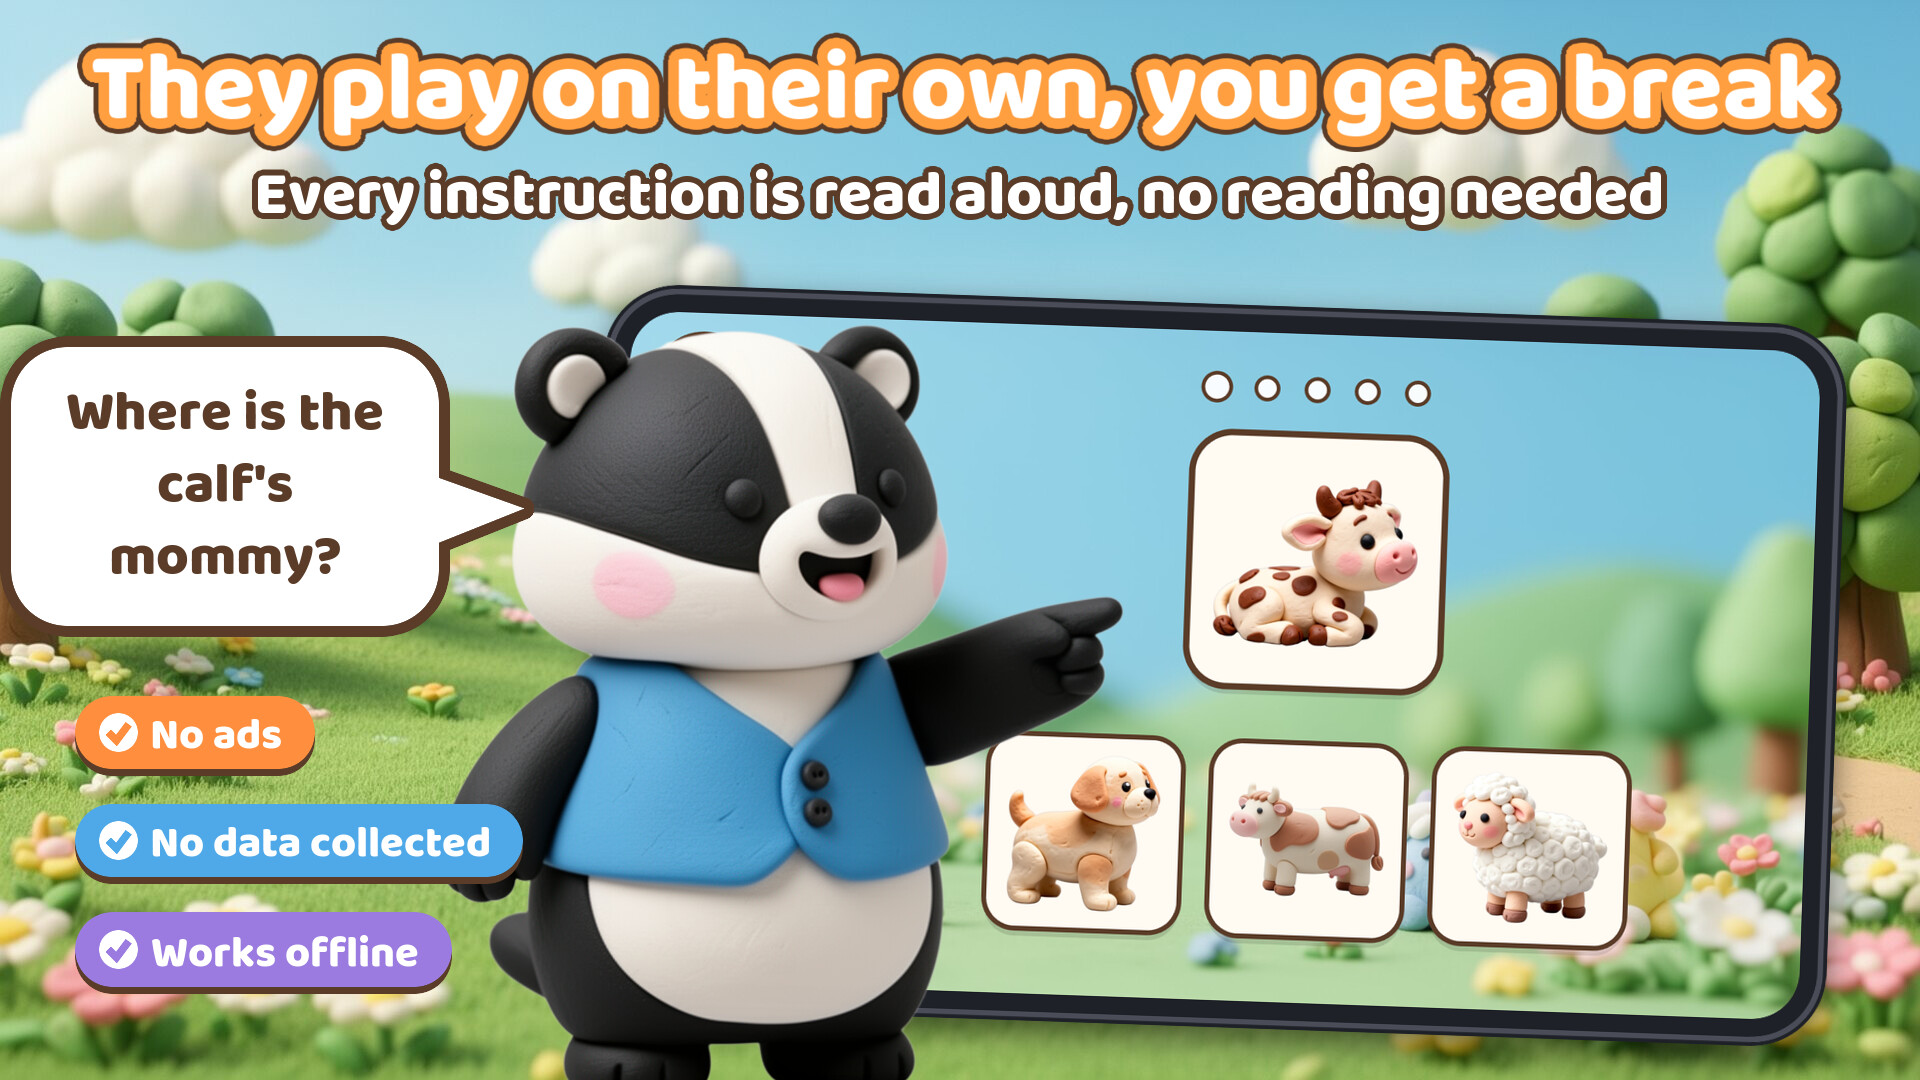 They play on their own, you get a break
Every instruction is read aloud, no reading needed
Where is the
calf's
mommy?
No ads
No data collected
Works offline